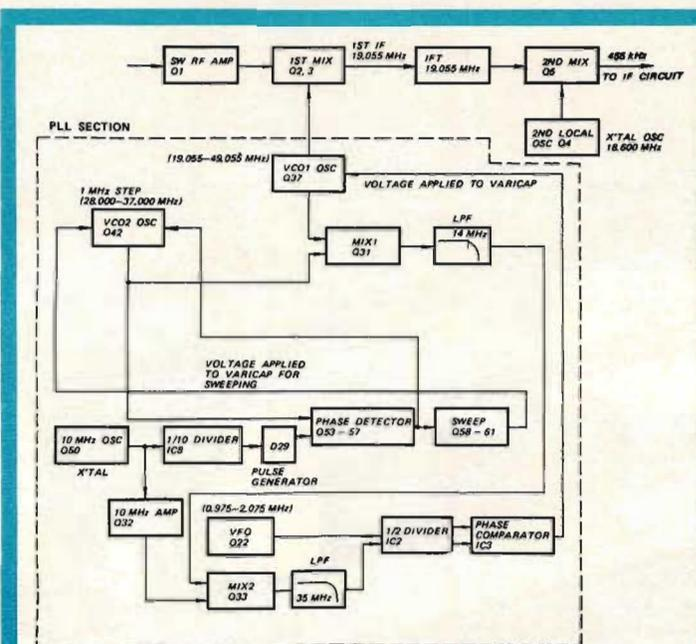 SW RF AMP
Q1
1ST MIX
Q2, 3
1ST IF
19.055 MHz
IFT
19.055 MHz
2ND MIX
Q5
455 kHz
TO IF CIRCUIT
2ND LOCAL
OSC Q4
X'TAL OSC
18.600 MHz
PLL SECTION
(19.055–49.055 MHz)
VCO1 OSC
Q37
VOLTAGE APPLIED TO VARICAP
1 MHz STEP
(28.000–37.000 MHz)
VCO2 OSC
Q42
MIX1
Q31
LPF
14 MHz
VOLTAGE APPLIED
TO VARICAP FOR
SWEEPING
10 MHz OSC
Q50
X'TAL
1/10 DIVIDER
IC8
D29
PULSE
GENERATOR
PHASE DETECTOR
Q53 – 57
SWEEP
Q58 – 61
10 MHz AMP
Q32
(0.975–2.075 MHz)
VFO
Q22
1/2 DIVIDER
IC2
PHASE
COMPARATOR
IC3
MIX2
Q33
LPF
35 MHz